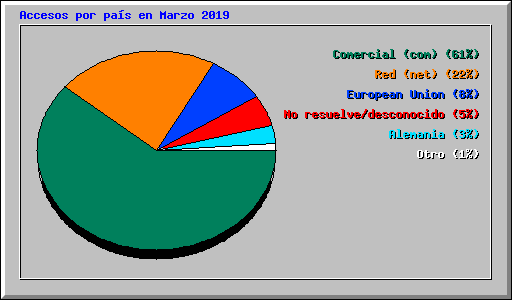 Accesos por país en Marzo 2019
Comercial (com) (61%)
Red (net) (22%)
European Union (8%)
No resuelve/desconocido (5%)
Alemania (3%)
Otro (1%)